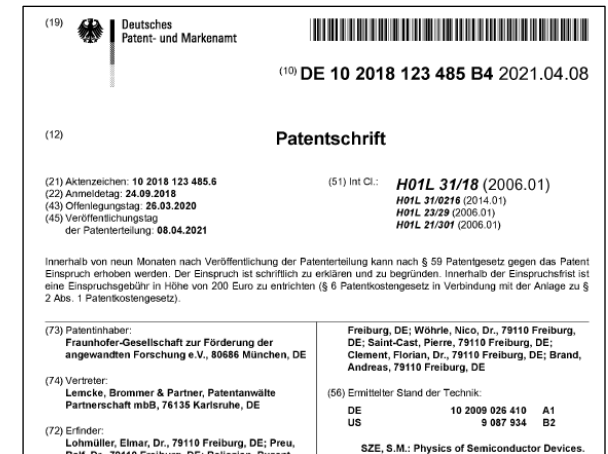 (19) Deutsches
Patent- und Markenamt
(10) DE 10 2018 123 485 B4 2021.04.08
(12) Patentschrift
(21) Aktenzeichen: 10 2018 123 485.6
(22) Anmeldetag: 24.09.2018
(43) Offenlegungstag: 26.03.2020
(45) Veröffentlichungstag
der Patenterteilung: 08.04.2021
(51) Int Cl.: H01L 31/18 (2006.01)
H01L 31/0216 (2014.01)
H01L 23/29 (2006.01)
H01L 21/301 (2006.01)
Innerhalb von neun Monaten nach Veröffentlichung der Patenterteilung kann nach § 59 Patentgesetz gegen das Patent
Einspruch erhoben werden. Der Einspruch ist schriftlich zu erklären und zu begründen. Innerhalb der Einspruchsfrist ist
eine Einspruchsgebühr in Höhe von 200 Euro zu entrichten (§ 6 Patentkostengesetz in Verbindung mit der Anlage zu §
2 Abs. 1 Patentkostengesetz).
(73) Patentinhaber:
Fraunhofer-Gesellschaft zur Förderung der
angewandten Forschung e.V., 80686 München, DE
(74) Vertreter:
Lemcke, Brommer & Partner, Patentanwälte
Partnerschaft mbB, 76135 Karlsruhe, DE
(72) Erfinder:
Lohmüller, Elmar, Dr., 79110 Freiburg, DE; Preu,
Freiburg, DE; Wöhrle, Nico, Dr., 79110 Freiburg,
DE; Saint-Cast, Pierre, 79110 Freiburg, DE;
Clement, Florian, Dr., 79110 Freiburg, DE; Brand,
Andreas, 79110 Freiburg, DE
(56) Ermittelter Stand der Technik:
DE 10 2009 026 410 A1
US 9 087 934 B2
SZE, S.M.: Physics of Semiconductor Devices.